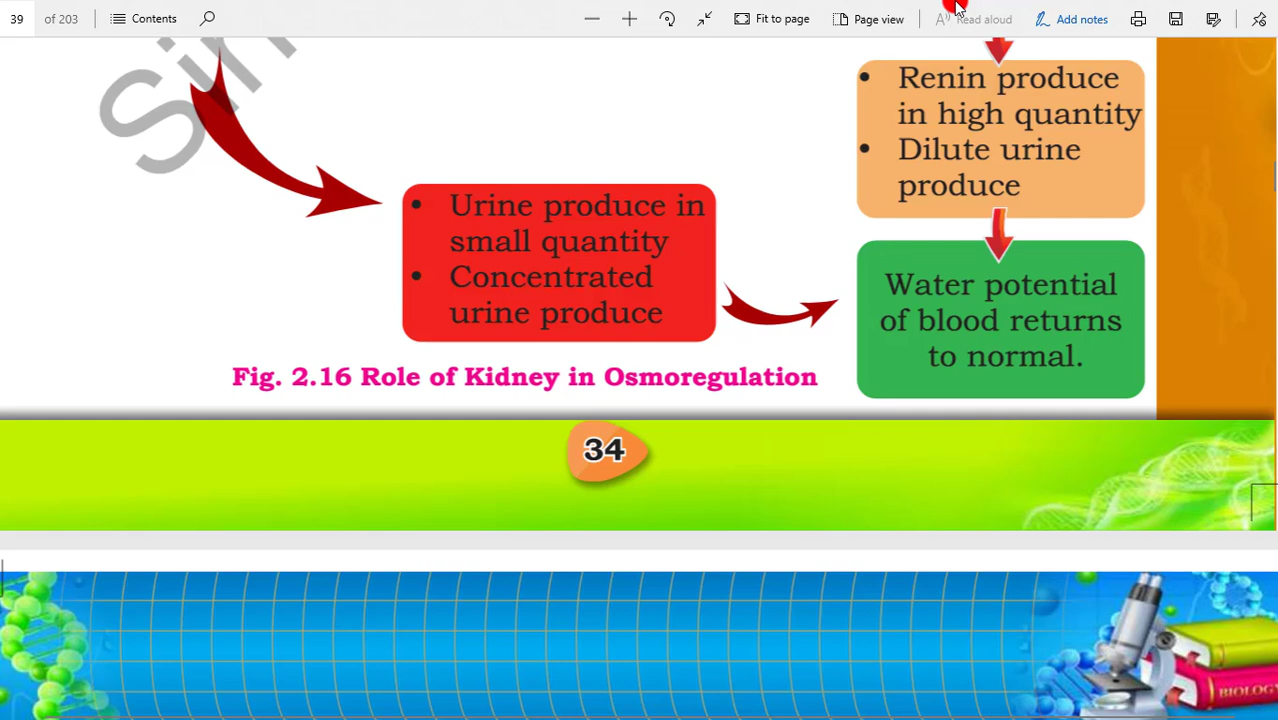 39 of 203 Contents Fit to page Page view Read aloud Add notes
Sin
• Renin produce
in high quantity
• Dilute urine
produce
• Urine produce in
small quantity
• Concentrated
urine produce
Water potential
of blood returns
to normal.
Fig. 2.16 Role of Kidney in Osmoregulation
34
BIOLOGY